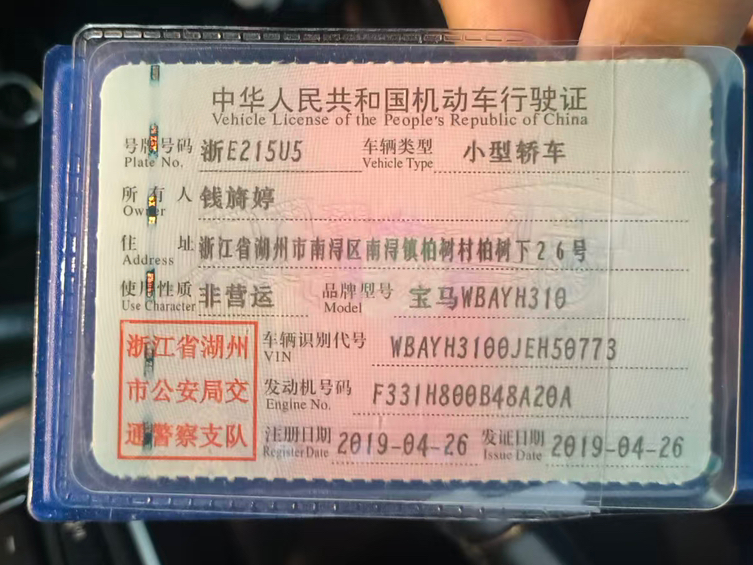 中华人民共和国机动车行驶证
Vehicle License of the People's Republic of China
号牌号码 浙E215U5 车辆类型 小型轿车
Plate No. Vehicle Type
所有人 钱旖婷
Owner
住址 浙江省湖州市南浔区南浔镇柏树村柏树下26号
Address
使用性质 非营运 品牌型号 宝马WBAYH310
Use Character Model
浙江省湖州 车辆识别代号 WBAYH3100JEH50773
VIN
市公安局交 发动机号码 F331H800B48A20A
Engine No.
通警察支队 注册日期 2019-04-26 发证日期 2019-04-26
Register Date Issue Date